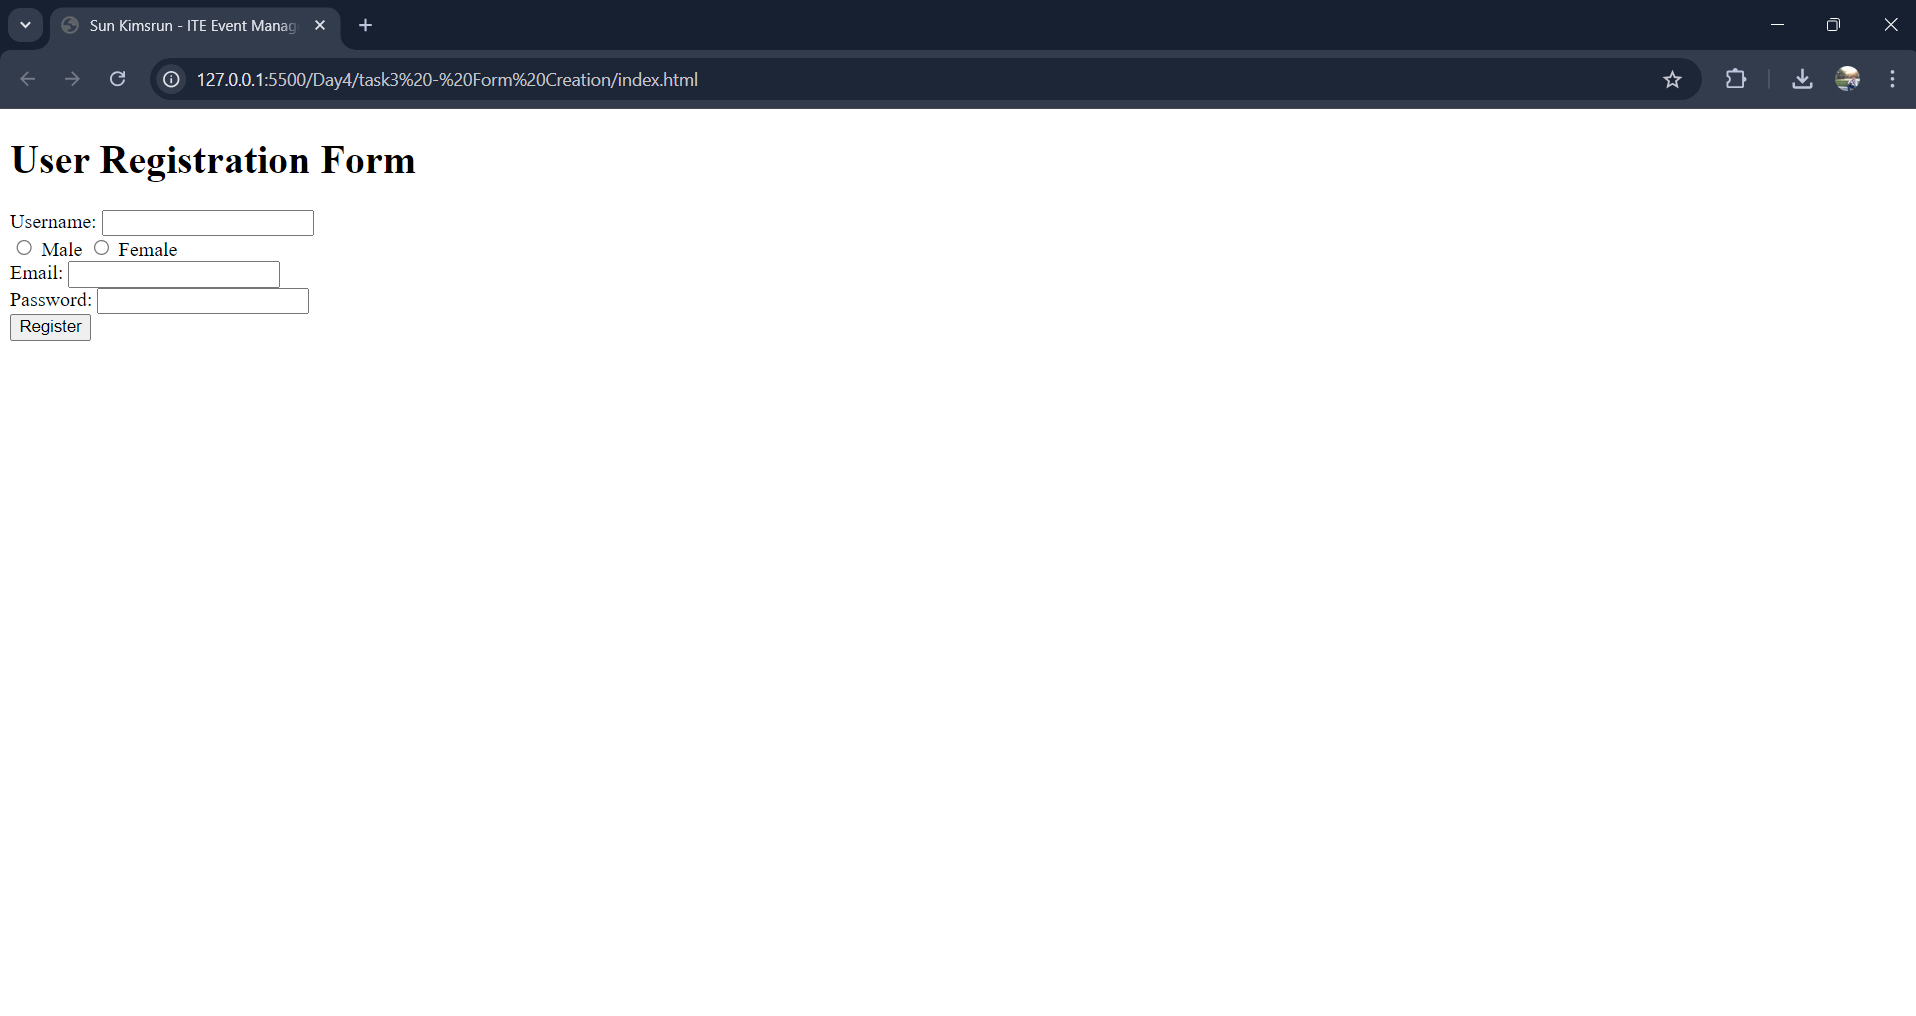 Sun Kimsrun - ITE Event Manag
127.0.0.1:5500/Day4/task3%20-%20Form%20Creation/index.html
User Registration Form
Username:
Male Female
Email:
Password:
Register